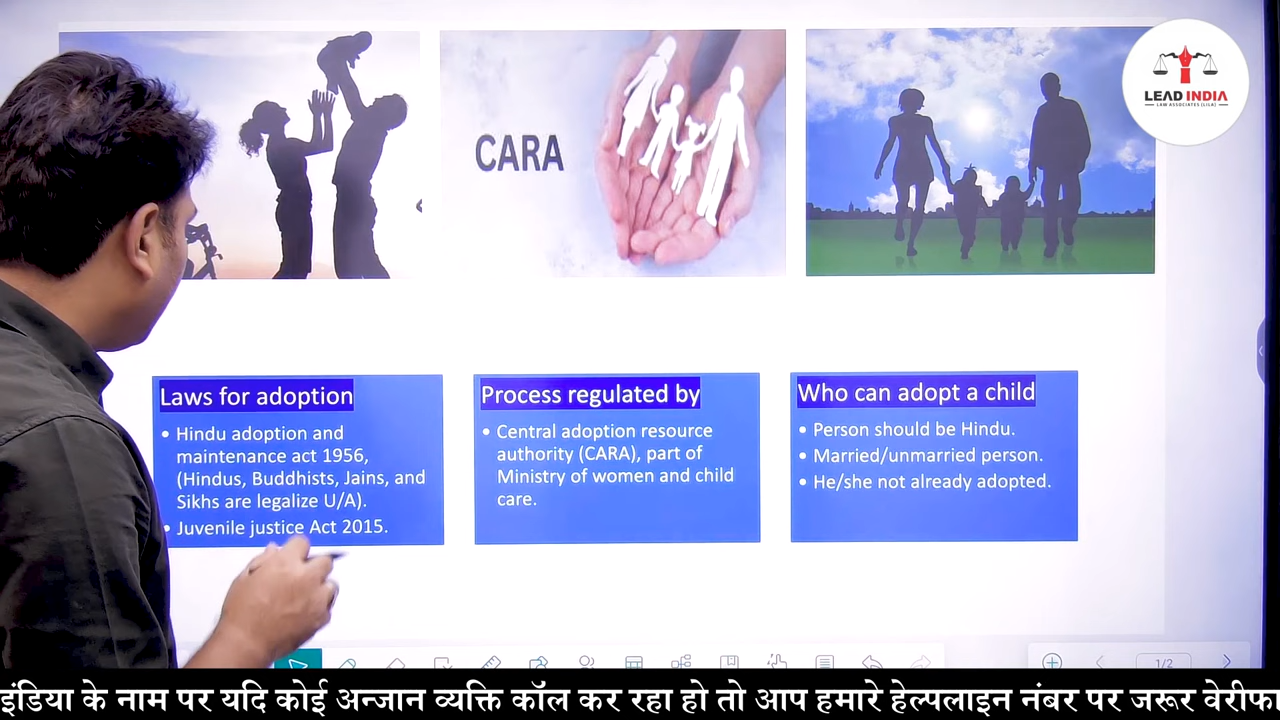 CARA
LEAD INDIA
LAW ASSOCIATES (LILA)
Laws for adoption
• Hindu adoption and
maintenance act 1956,
(Hindus, Buddhists, Jains, and
Sikhs are legalize U/A).
• Juvenile justice Act 2015.
Process regulated by
• Central adoption resource
authority (CARA), part of
Ministry of women and child
care.
Who can adopt a child
• Person should be Hindu.
• Married/unmarried person.
• He/she not already adopted.
1/2
इंडिया के नाम पर यदि कोई अन्जान व्यक्ति कॉल कर रहा हो तो आप हमारे हेल्पलाइन नंबर पर जरूर वेरीफा